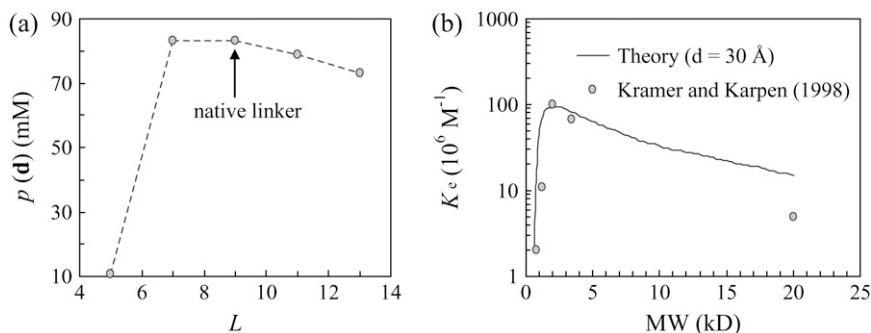 (a)
90
70
50
30
10
p (d) (mM)
native linker
4 6 8 10 12 14
L
(b)
1000
100
10
1
K e (10⁶ M⁻¹)
Theory (d = 30 Å)
Kramer and Karpen (1998)
0 5 10 15 20 25
MW (kD)